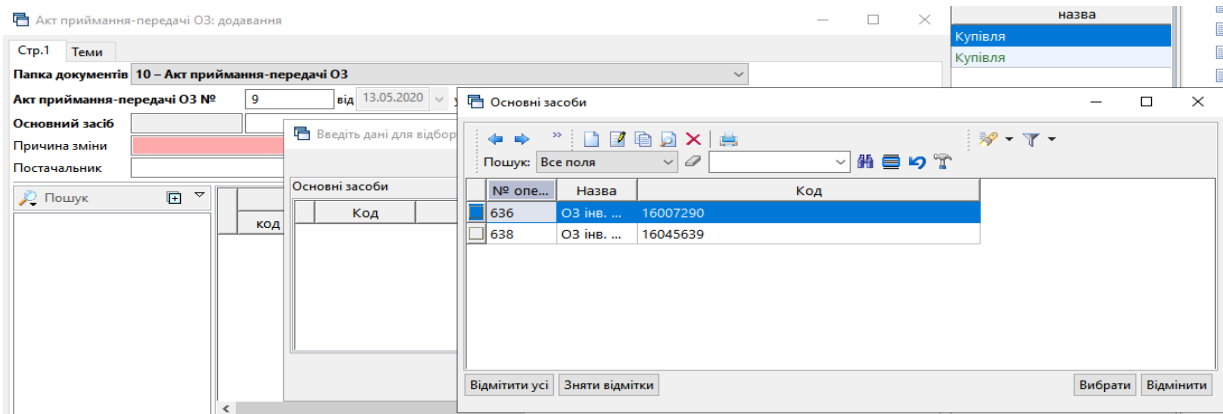 Акт приймання-передачі ОЗ: додавання
назва
Купівля
Купівля
Стр.1 Теми
Папка документів 10 – Акт приймання-передачі ОЗ
Акт приймання-передачі ОЗ № 9 від 13.05.2020
Основний засіб
Причина зміни
Постачальник
Пошук
код
Введіть дані для відбор
Основні засоби
Код
Основні засоби
Пошук: Все поля
№ опе... Назва Код
636 ОЗ інв. ... 16007290
638 ОЗ інв. ... 16045639
Відмітити усі Зняти відмітки Вибрати Відмінити